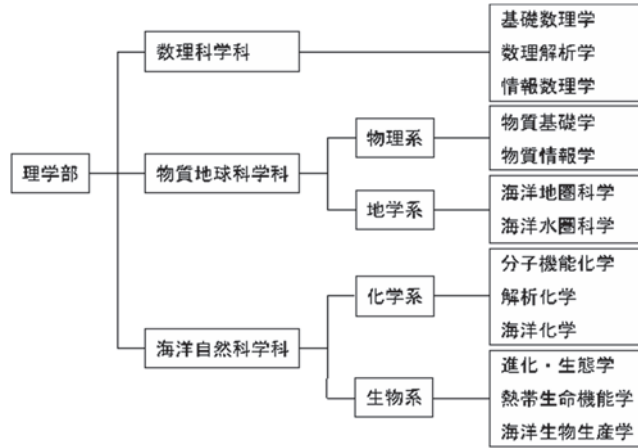 理学部
数理科学科
基礎数理学
数理解析学
情報数理学
物質地球科学科
物理系
物質基礎学
物質情報学
地学系
海洋地圏科学
海洋水圏科学
海洋自然科学科
化学系
分子機能化学
解析化学
海洋化学
生物系
進化・生態学
熱帯生命機能学
海洋生物生産学